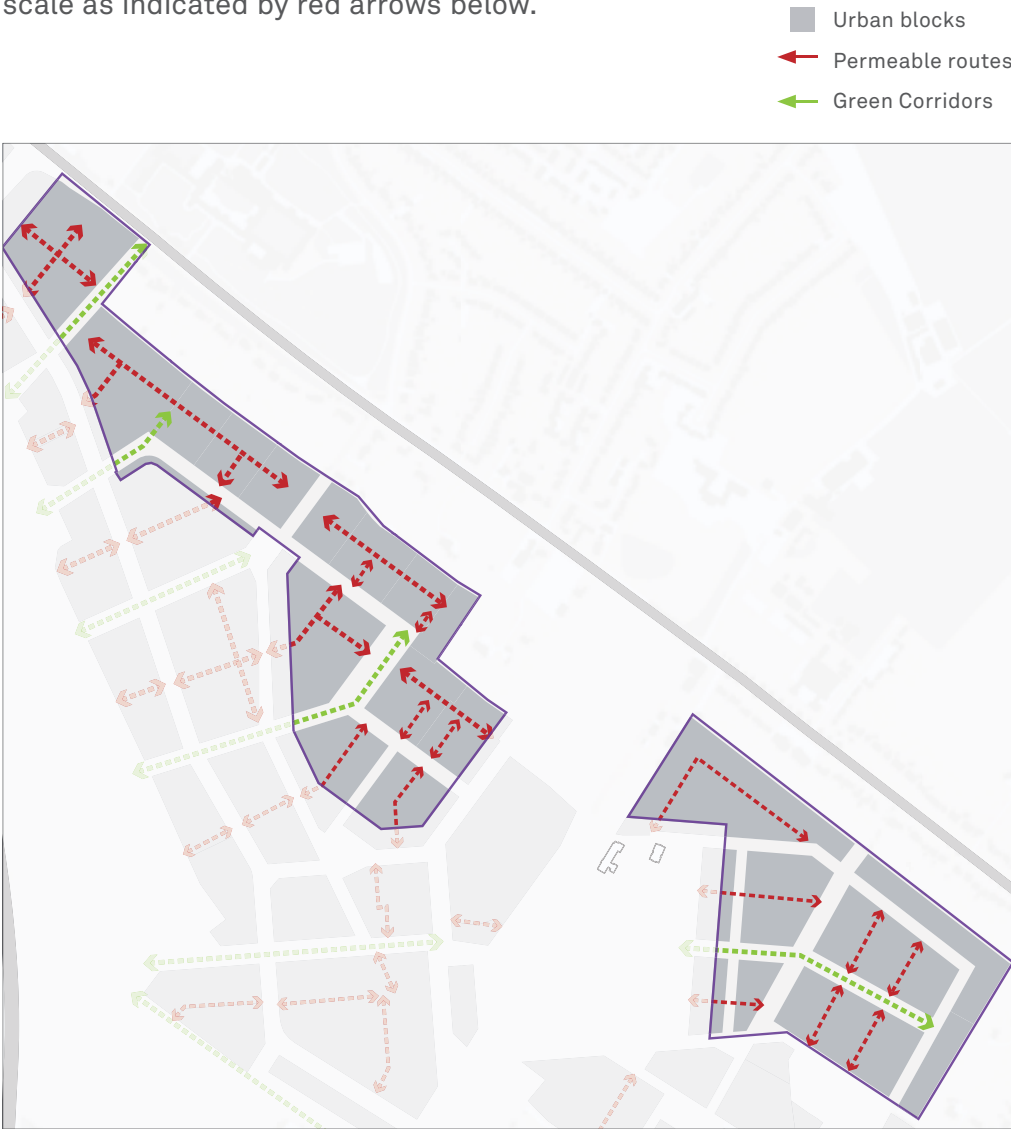 scale as indicated by red arrows below.
Urban blocks
Permeable routes
Green Corridors